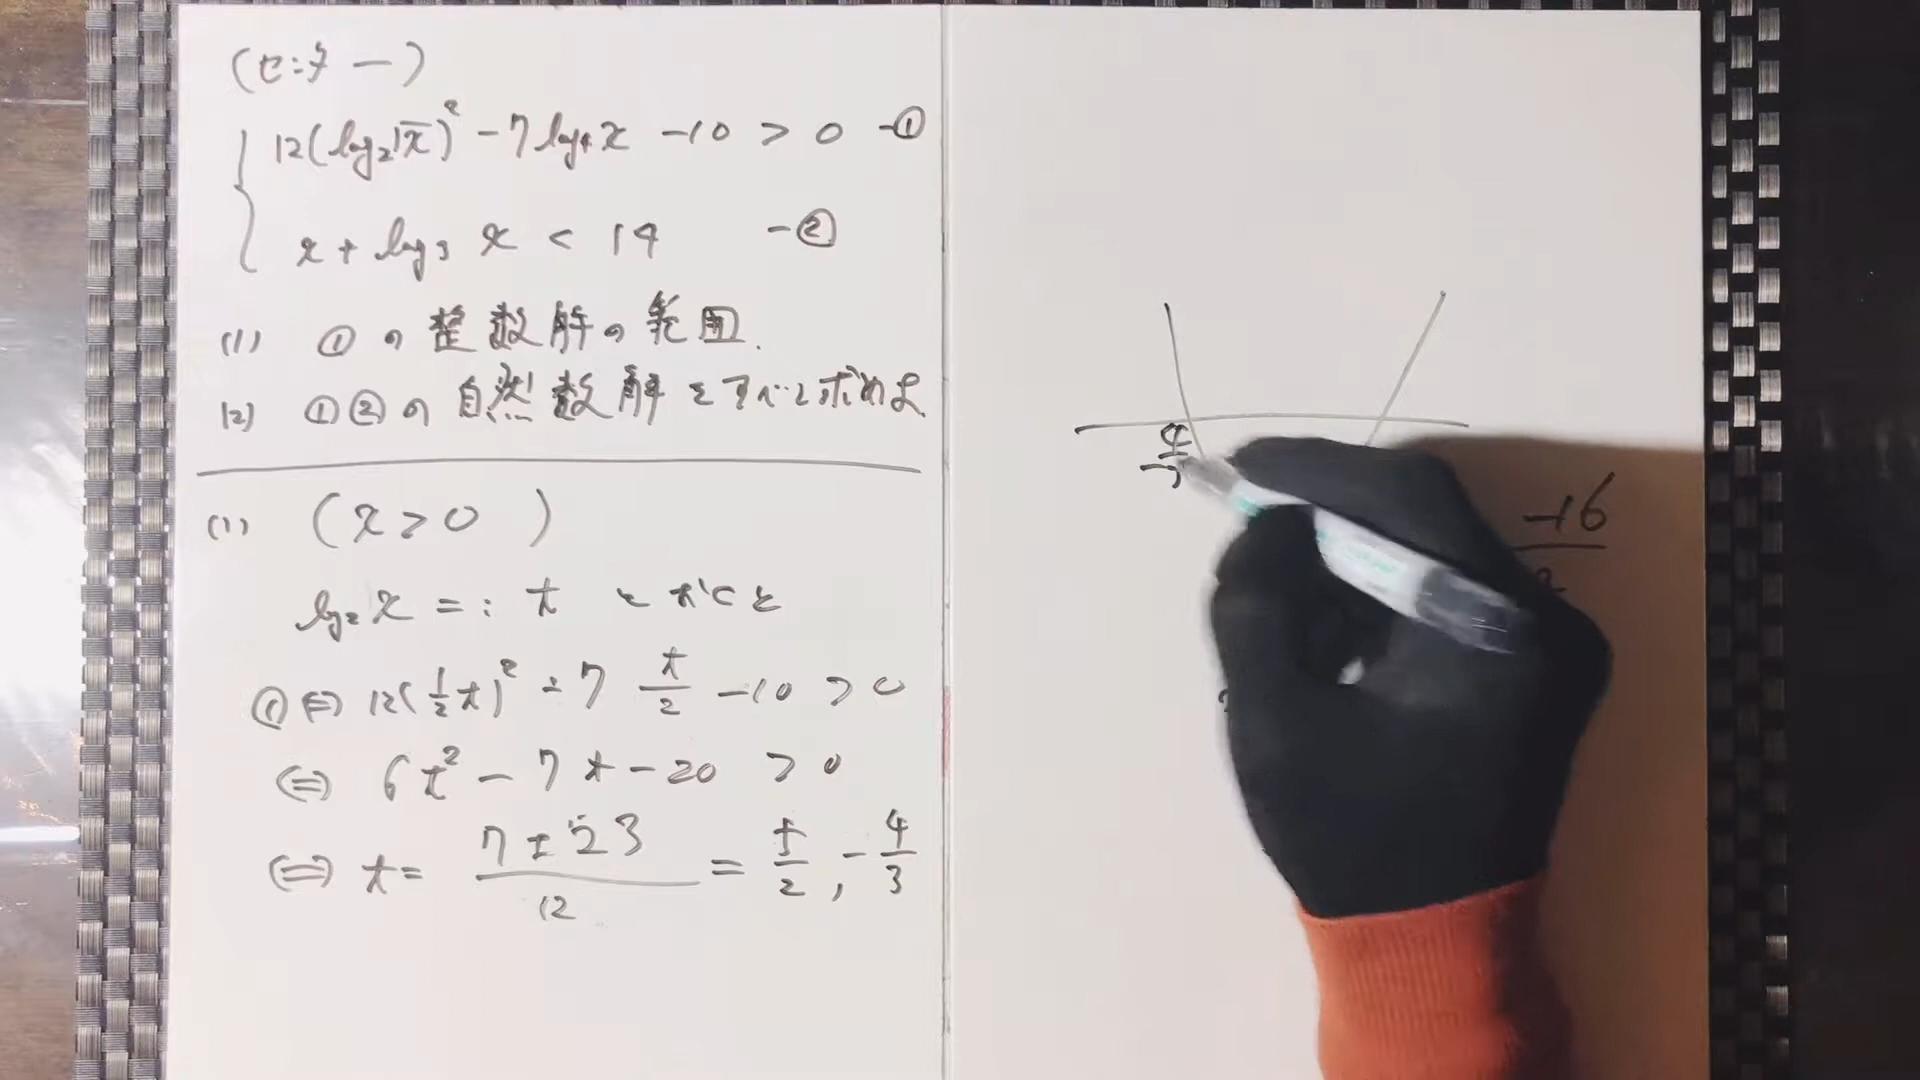 (センター)
12(log₂√x)² - 7log₄x - 10 > 0 -①
x + log₃ x < 14 -②
(1) ①の整数解の範囲.
(2) ①②の自然数解をすべて求めよ.
(1) (x > 0 )
log₂x =: t とおくと
① ⇔ 12(1/2 t)² - 7 t/2 - 10 > 0
⇔ 6t² - 7t - 20 > 0
⇔ t = (7 ± 23)/12 = 5/2, -4/3
4/3
-16